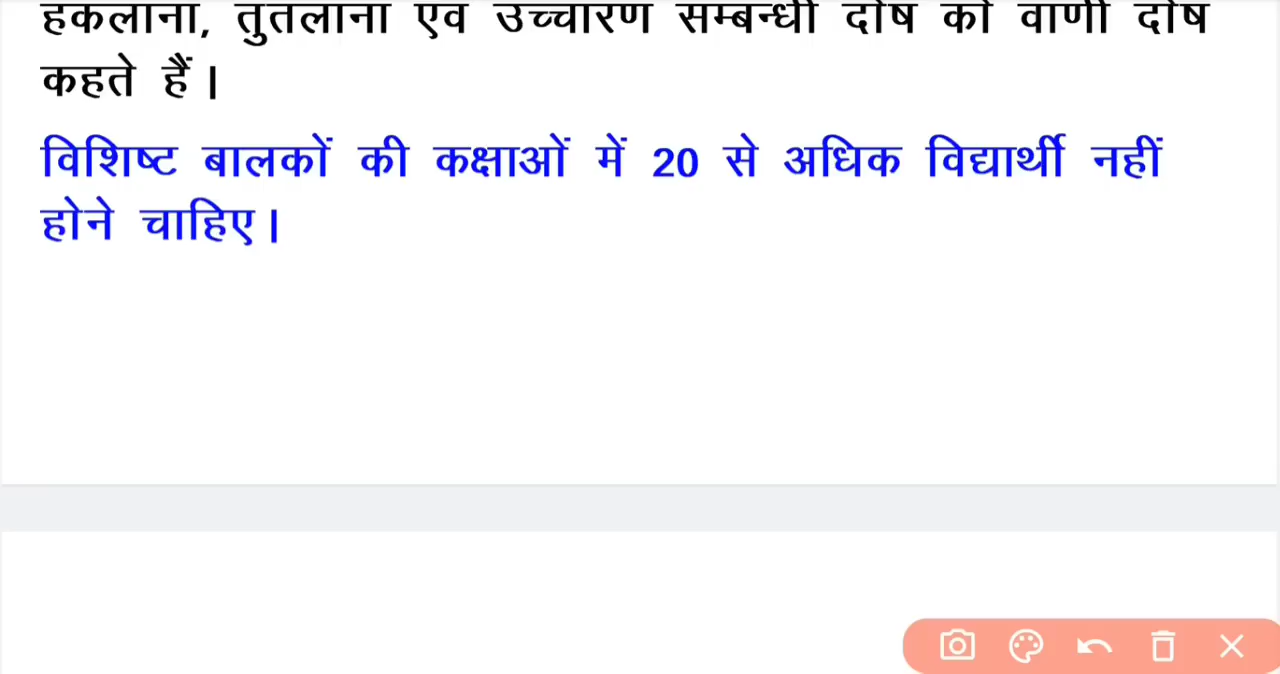 हकलाना, तुतलाना एवं उच्चारण सम्बन्धी दोष को वाणी दोष
कहते हैं।
विशिष्ट बालकों की कक्षाओं में 20 से अधिक विद्यार्थी नहीं
होने चाहिए।